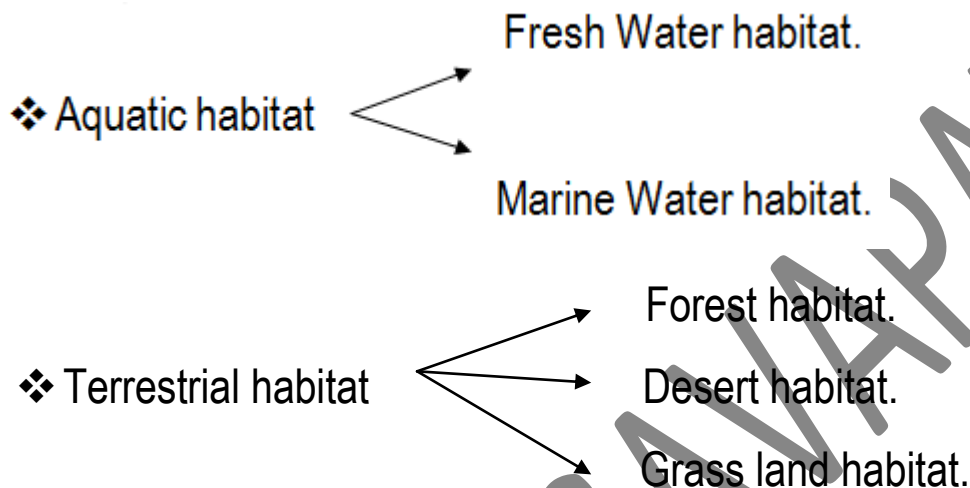 Fresh Water habitat.
❖ Aquatic habitat
Marine Water habitat.
Forest habitat.
❖ Terrestrial habitat
Desert habitat.
Grass land habitat.